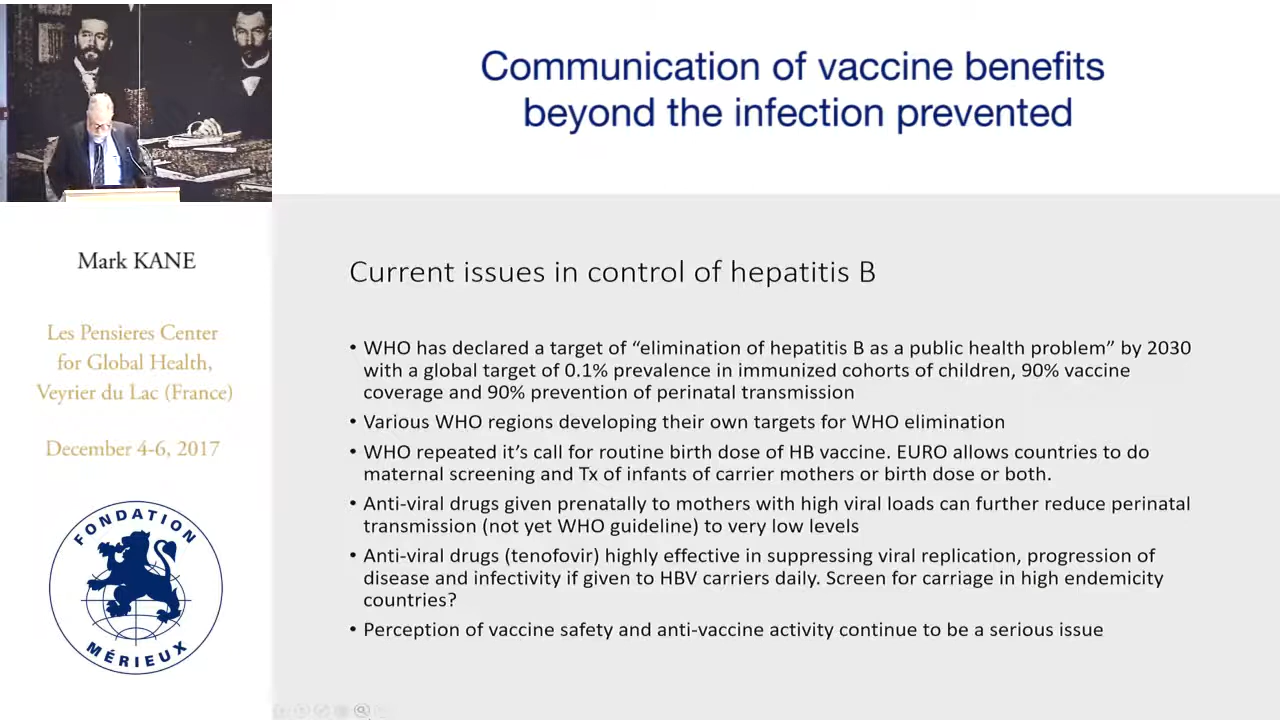 Communication of vaccine benefits
beyond the infection prevented
Mark KANE
Les Pensieres Center
for Global Health,
Veyrier du Lac (France)
December 4-6, 2017
FONDATION
MÉRIEUX
Current issues in control of hepatitis B
• WHO has declared a target of “elimination of hepatitis B as a public health problem” by 2030
with a global target of 0.1% prevalence in immunized cohorts of children, 90% vaccine
coverage and 90% prevention of perinatal transmission
• Various WHO regions developing their own targets for WHO elimination
• WHO repeated it’s call for routine birth dose of HB vaccine. EURO allows countries to do
maternal screening and Tx of infants of carrier mothers or birth dose or both.
• Anti-viral drugs given prenatally to mothers with high viral loads can further reduce perinatal
transmission (not yet WHO guideline) to very low levels
• Anti-viral drugs (tenofovir) highly effective in suppressing viral replication, progression of
disease and infectivity if given to HBV carriers daily. Screen for carriage in high endemicity
countries?
• Perception of vaccine safety and anti-vaccine activity continue to be a serious issue